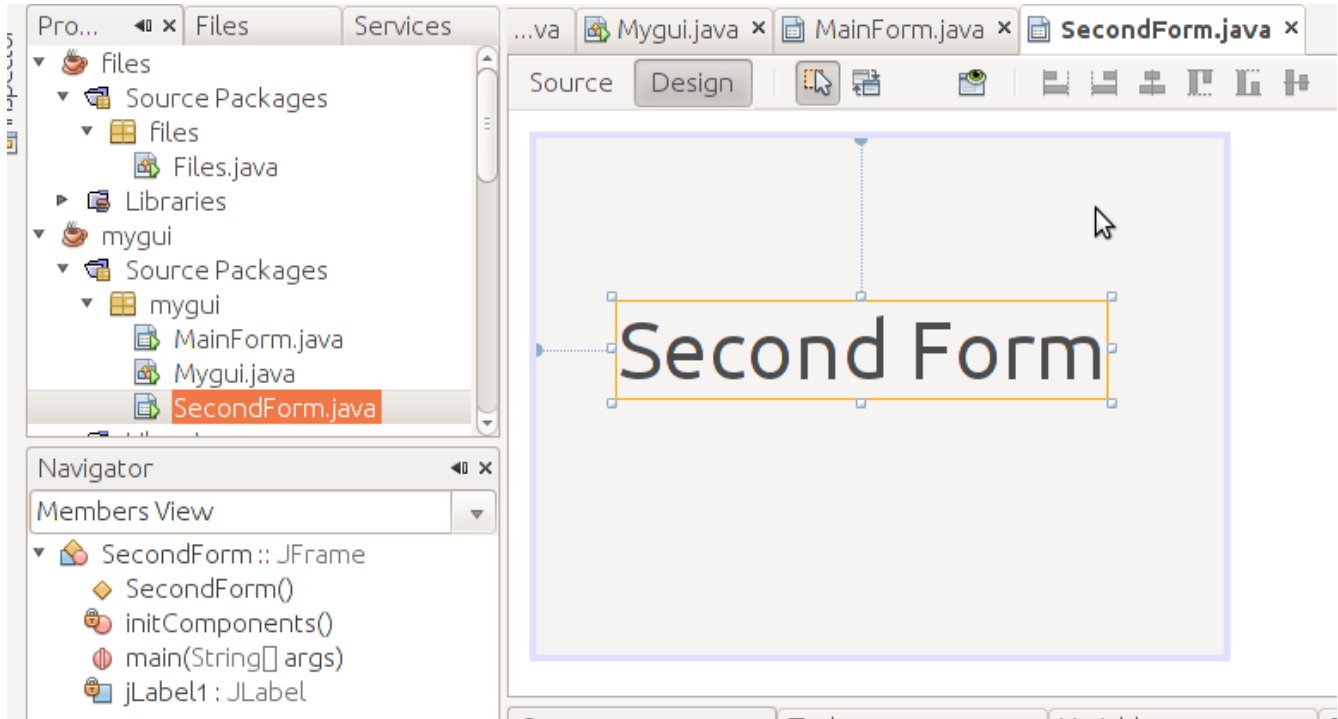 Pro...
Files
Services
files
Source Packages
files
Files.java
Libraries
mygui
Source Packages
mygui
MainForm.java
Mygui.java
SecondForm.java
Navigator
Members View
SecondForm :: JFrame
SecondForm()
initComponents()
main(String[] args)
jLabel1 : JLabel
...va
Mygui.java
MainForm.java
SecondForm.java
Source
Design
Second Form